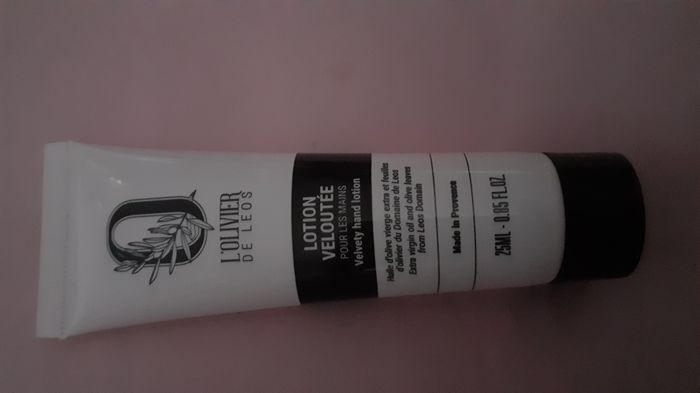 L'OLIVIER
DE LEOS
LOTION
VELOUTÉE
POUR LES MAINS
Velvety hand lotion
Huile d'olive vierge extra et feuilles
d'olivier du Domaine de Leos
Extra virgin oil and olive leaves
from Leos Domain
Made in Provence
25ML - 0.85 FL.OZ.